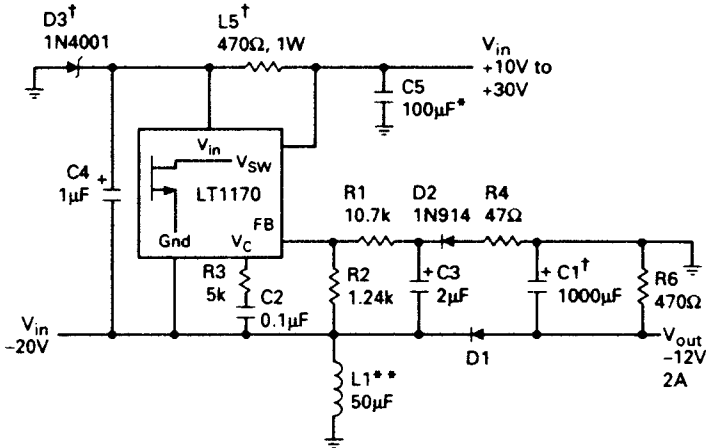 D3†
1N4001
L5†
470Ω, 1W
Vin
+10V to
+30V
C5
100µF*
C4
1µF
+
Vin
VSW
LT1170
FB
Gnd
VC
R1
10.7k
D2
1N914
R4
47Ω
R3
5k
C2
0.1µF
R2
1.24k
+ C3
2µF
+ C1†
1000µF
R6
470Ω
Vin
−20V
D1
Vout
−12V
2A
L1**
50µF